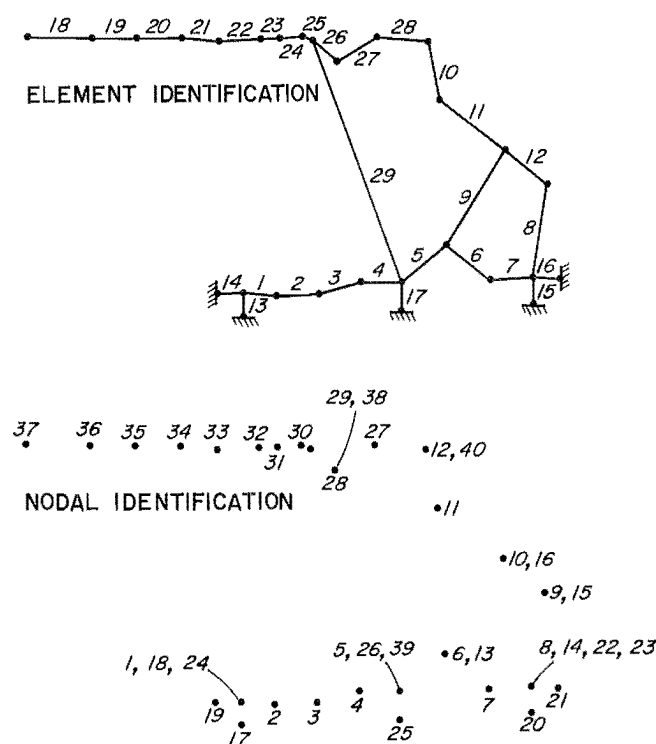 18 19 20 21 22 23 25
24 26 27 28
10
ELEMENT IDENTIFICATION
11
12
29
9
8
5
6
14 1 2 3 4 7 16
13 17 15
29, 38
37 36 35 34 33 32 30 27
31 12, 40
28
NODAL IDENTIFICATION
11
10, 16
9, 15
1, 18, 24 5, 26, 39 6, 13 8, 14, 22, 23
19 2 3 4 7 21
17 25 20